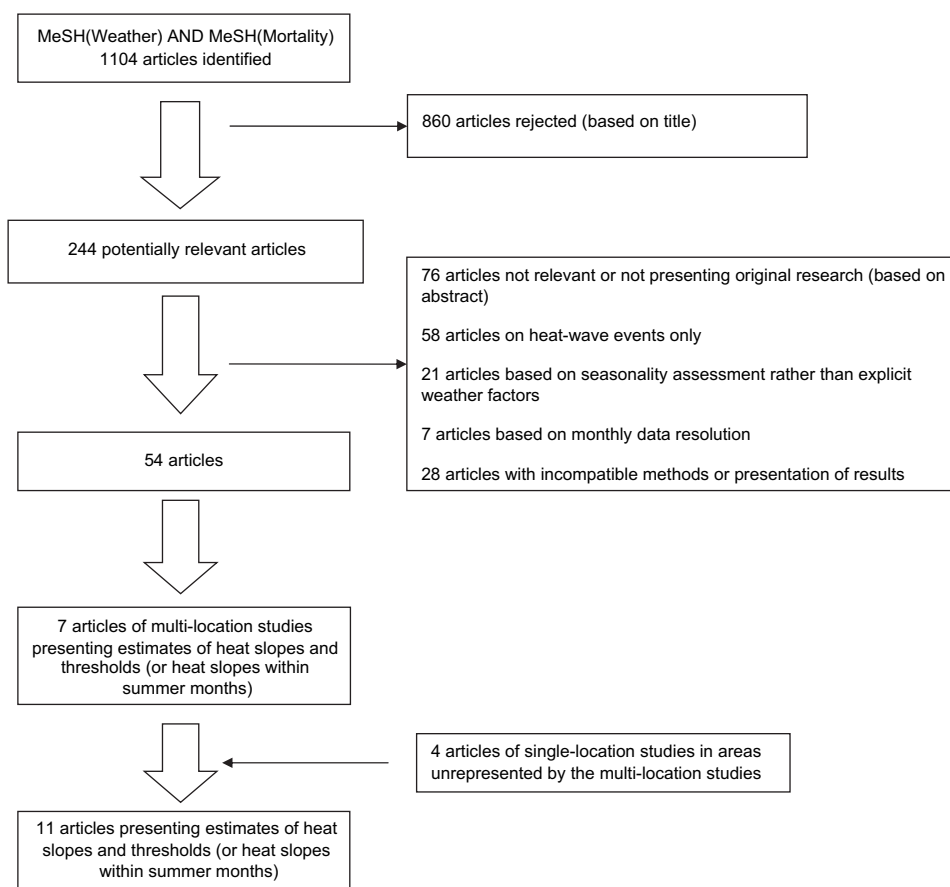 MeSH(Weather) AND MeSH(Mortality)
1104 articles identified
860 articles rejected (based on title)
244 potentially relevant articles
76 articles not relevant or not presenting original research (based on
abstract)
58 articles on heat-wave events only
21 articles based on seasonality assessment rather than explicit
weather factors
7 articles based on monthly data resolution
28 articles with incompatible methods or presentation of results
54 articles
7 articles of multi-location studies
presenting estimates of heat slopes and
thresholds (or heat slopes within
summer months)
4 articles of single-location studies in areas
unrepresented by the multi-location studies
11 articles presenting estimates of heat
slopes and thresholds (or heat slopes
within summer months)